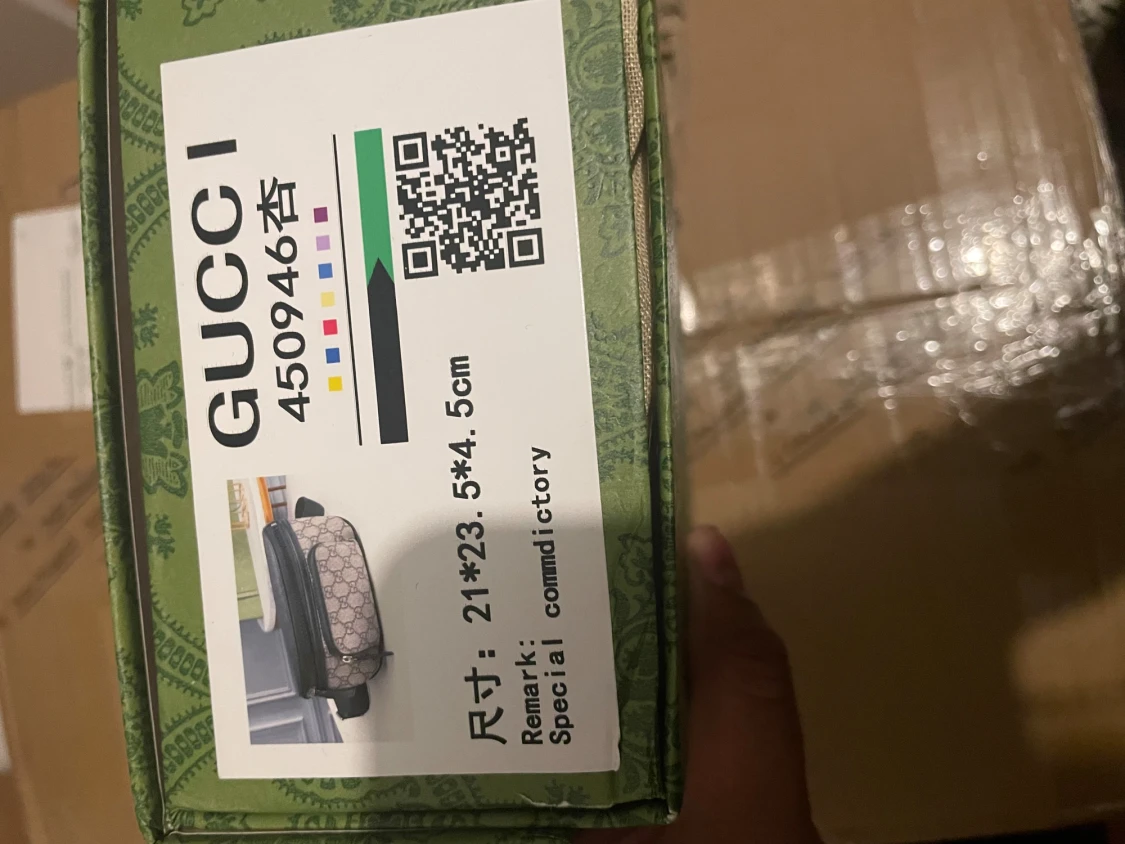 GUCCI
450946杏
尺寸: 21*23.5*4.5cm
Remark:
Special commdictory